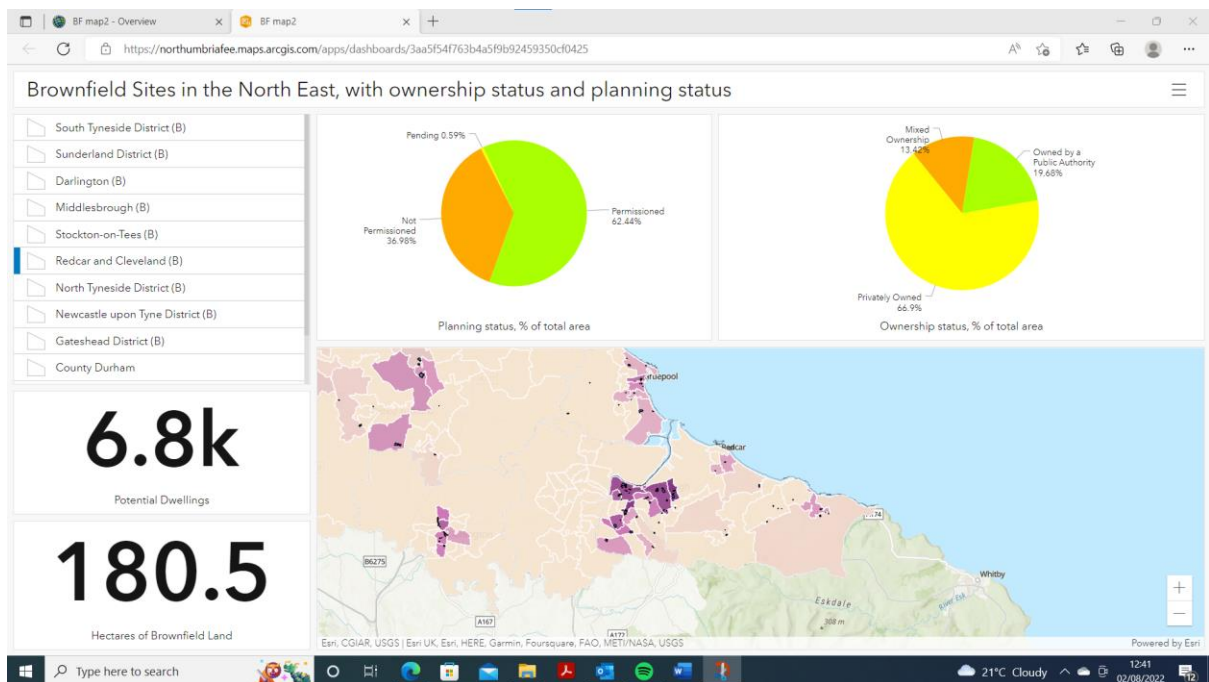 BF map2 - Overview
BF map2
https://northumbriafee.maps.arcgis.com/apps/dashboards/3aa5f54f763b4a5f9b92459350cf0425
Brownfield Sites in the North East, with ownership status and planning status
South Tyneside District (B)
Sunderland District (B)
Darlington (B)
Middlesbrough (B)
Stockton-on-Tees (B)
Redcar and Cleveland (B)
North Tyneside District (B)
Newcastle upon Tyne District (B)
Gateshead District (B)
County Durham
6.8k
Potential Dwellings
180.5
Hectares of Brownfield Land
Pending 0.59%
Not
Permissioned
36.98%
Permissioned
62.44%
Planning status, % of total area
Mixed
Ownership
13.42%
Owned by a
Public Authority
19.68%
Privately Owned
66.9%
Ownership status, % of total area
Redcar
Whitby
B6275
Eskdale
River Esk
308 m
A167
A177
Esri, CGIAR, USGS | Esri UK, Esri, HERE, Garmin, Foursquare, FAO, METI/NASA, USGS
Powered by Esri
Type here to search
21°C Cloudy
12:41
02/08/2022
12